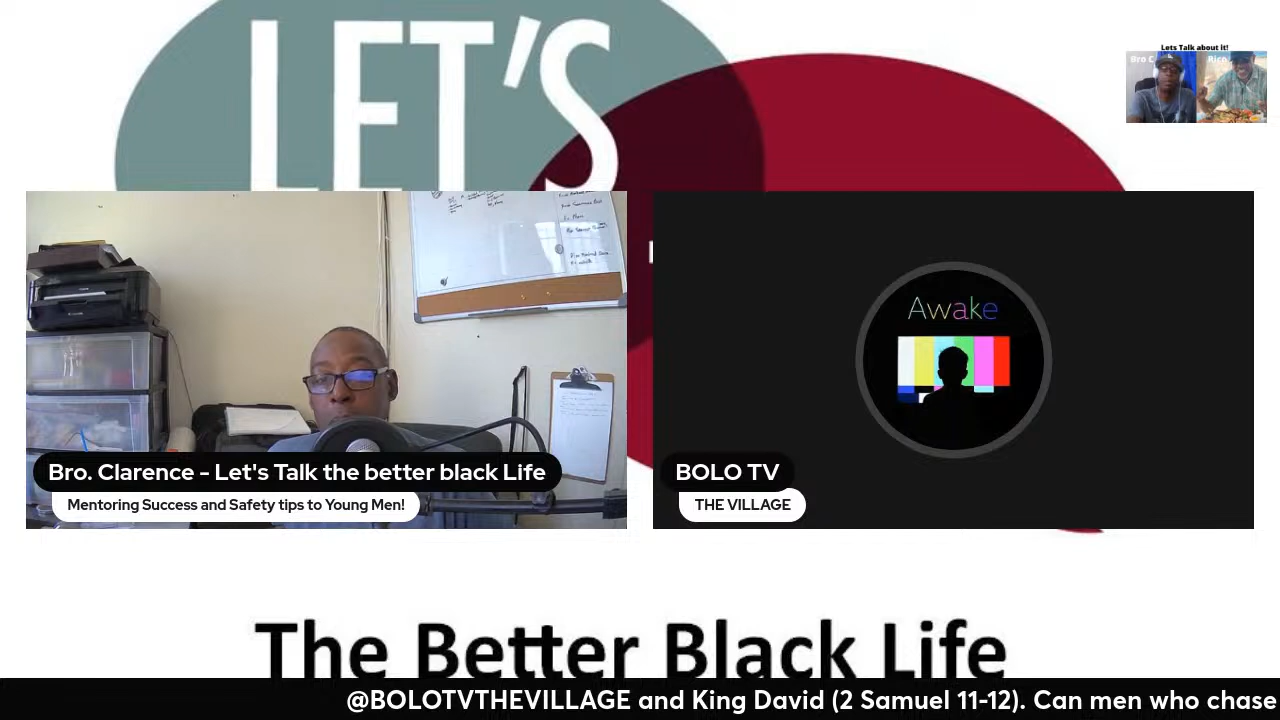 LET'S
Lets Talk about it!
Bro C
Rico
Awake
Bro. Clarence - Let's Talk the better black Life
Mentoring Success and Safety tips to Young Men!
BOLO TV
THE VILLAGE
The Better Black Life
@BOLOTVTHEVILLAGE and King David (2 Samuel 11-12). Can men who chase